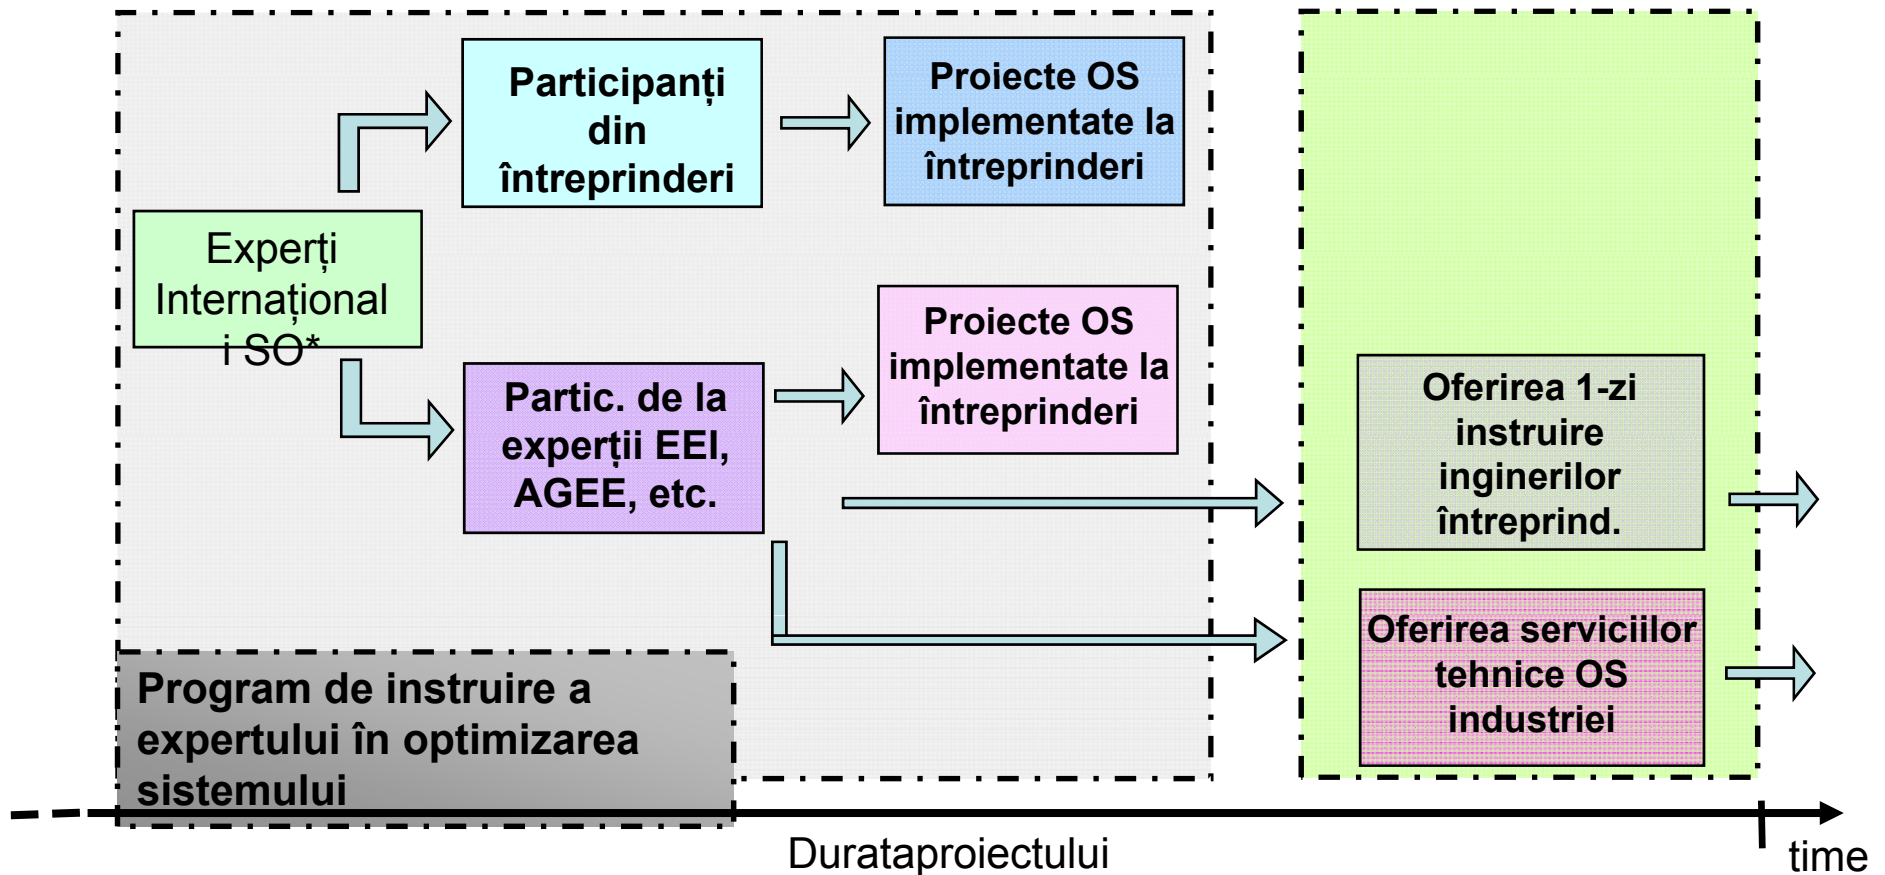 Participanți
din
întreprinderi
Proiecte OS
implementate la
întreprinderi
Experți
Internațional
i SO*
Proiecte OS
implementate la
întreprinderi
Partic. de la
experții EEI,
AGEE, etc.
Oferirea 1-zi
instruire
inginerilor
întreprind.
Oferirea serviciilor
tehnice OS
industriei
Program de instruire a
expertului în optimizarea
sistemului
Durataproiectului
time